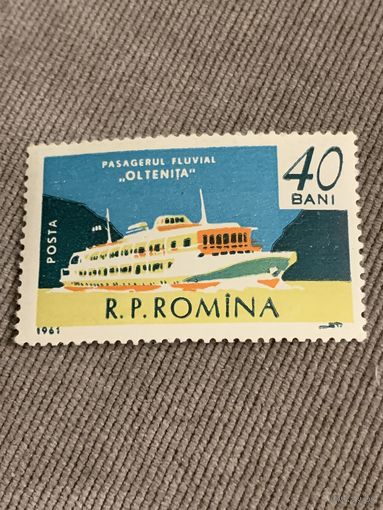 PASAGERUL FLUVIAL
„OLTENIȚA"
40
BANI
POSTA
R.P.ROMÎNA
1961